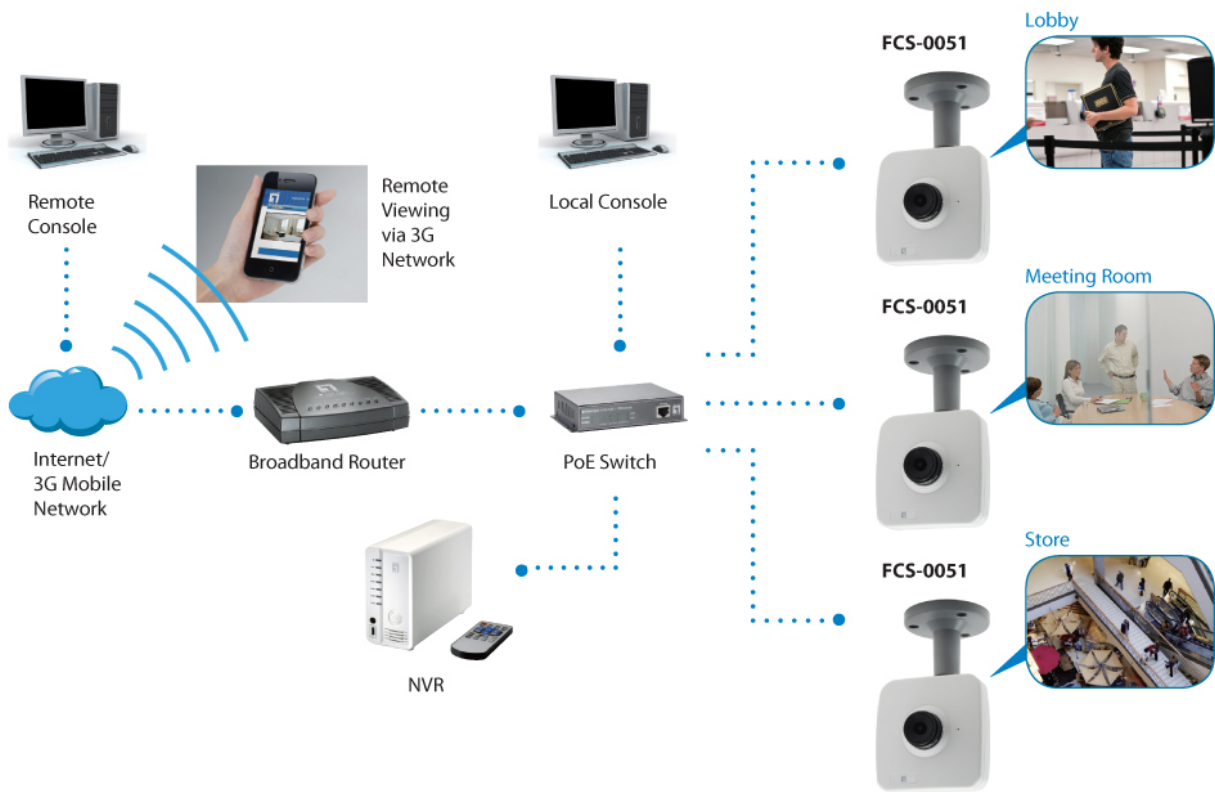 Lobby
FCS-0051
Remote
Console
Remote
Viewing
via 3G
Network
Local Console
Meeting Room
FCS-0051
Internet/
3G Mobile
Network
Broadband Router
PoE Switch
Store
FCS-0051
NVR